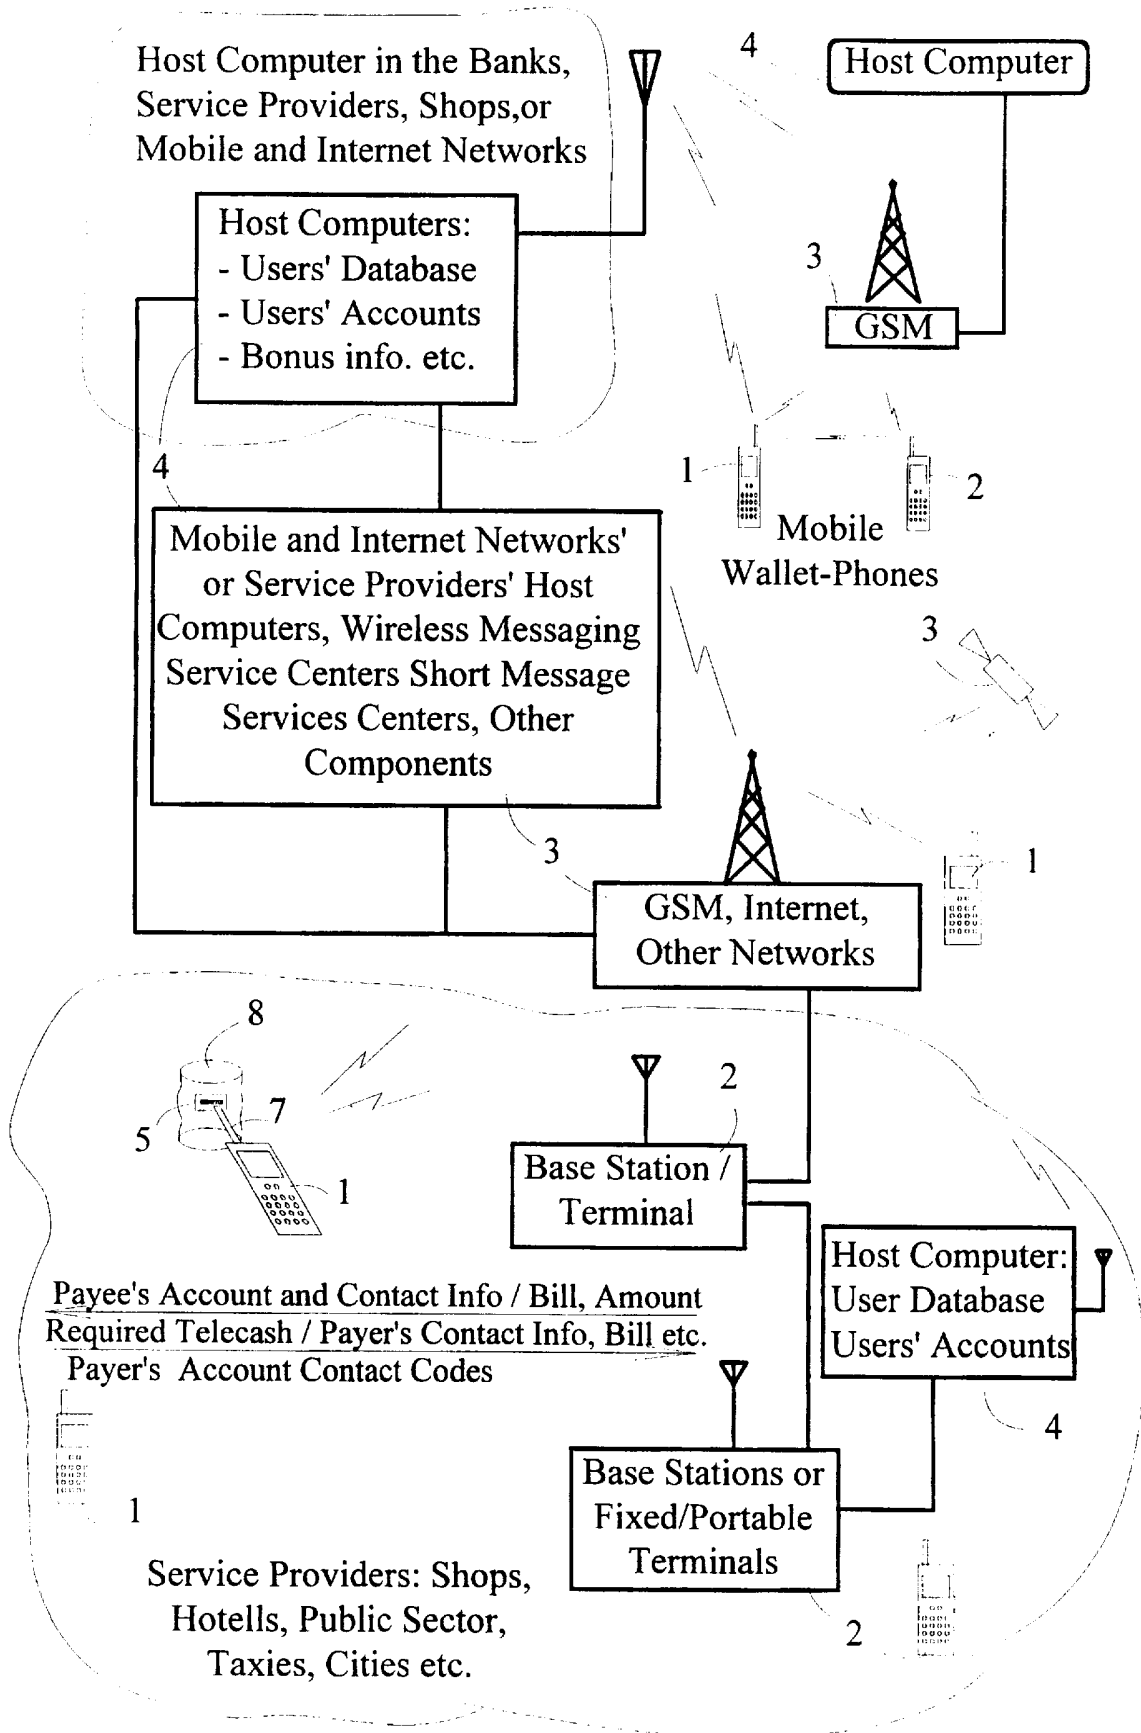 Host Computer in the Banks,
Service Providers, Shops,or
Mobile and Internet Networks
4
Host Computer
Host Computers:
- Users' Database
- Users' Accounts
- Bonus info. etc.
3
GSM
4
1
2
Mobile
Wallet-Phones
Mobile and Internet Networks'
or Service Providers' Host
Computers, Wireless Messaging
Service Centers Short Message
Services Centers, Other
Components
3
3
1
GSM, Internet,
Other Networks
8
5
7
1
2
Base Station /
Terminal
Host Computer:
User Database
Users' Accounts
4
Payee's Account and Contact Info / Bill, Amount
Required Telecash / Payer's Contact Info, Bill etc.
Payer's Account Contact Codes
1
Base Stations or
Fixed/Portable
Terminals
2
Service Providers: Shops,
Hotells, Public Sector,
Taxies, Cities etc.